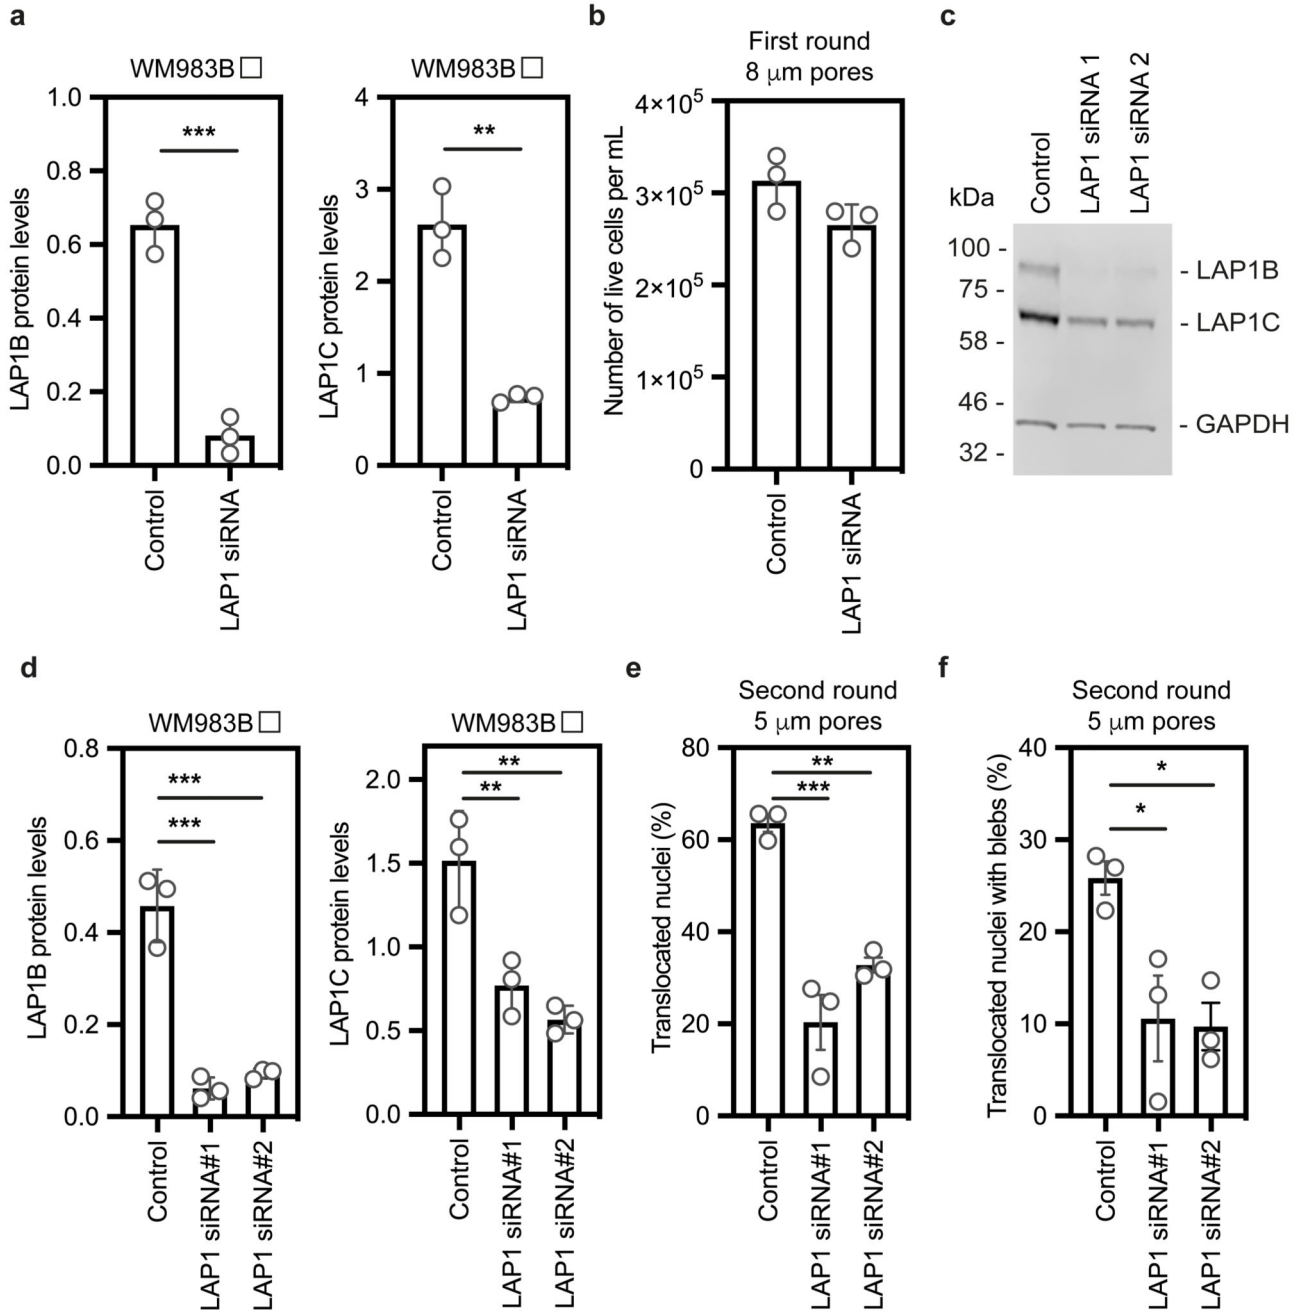 a
WM983B □
1.0
0.8
0.6
0.4
0.2
0.0
LAP1B protein levels
***
Control
LAP1 siRNA
WM983B □
4
3
2
1
0
LAP1C protein levels
**
Control
LAP1 siRNA
b
First round
8 μm pores
4×10⁵
3×10⁵
2×10⁵
1×10⁵
0
Number of live cells per mL
Control
LAP1 siRNA
c
kDa
Control
LAP1 siRNA 1
LAP1 siRNA 2
100 -
75 -
58 -
46 -
32 -
- LAP1B
- LAP1C
- GAPDH
d
WM983B □
0.8
0.6
0.4
0.2
0.0
LAP1B protein levels
***
***
Control
LAP1 siRNA#1
LAP1 siRNA#2
WM983B □
2.0
1.5
1.0
0.5
0.0
LAP1C protein levels
**
**
Control
LAP1 siRNA#1
LAP1 siRNA#2
e
Second round
5 μm pores
80
60
40
20
0
Translocated nuclei (%)
**
***
Control
LAP1 siRNA#1
LAP1 siRNA#2
f
Second round
5 μm pores
40
30
20
10
0
Translocated nuclei with blebs (%)
*
*
Control
LAP1 siRNA#1
LAP1 siRNA#2